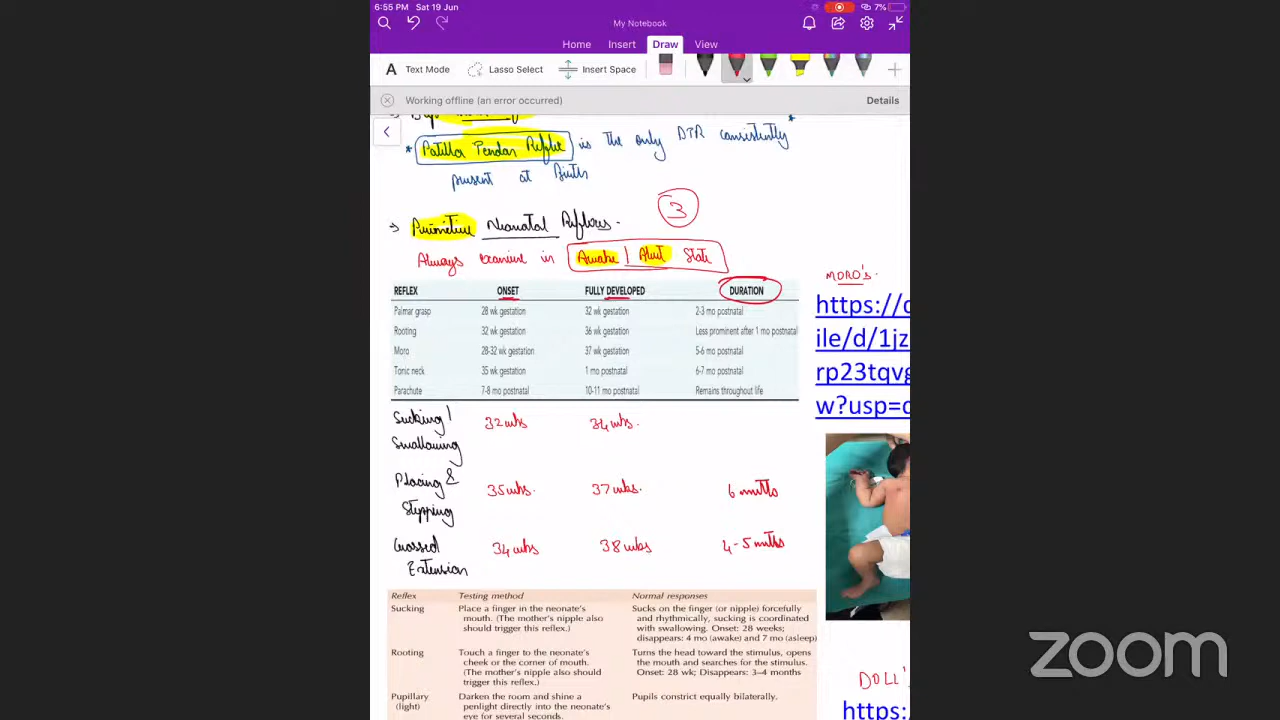 6:55 PM Sat 19 Jun
7%
My Notebook
Home Insert Draw View
A Text Mode Lasso Select Insert Space
Working offline (an error occurred) Details
* Patilla Tendon Reflex is the only DTR consistently
present at Birth
→ Primitive Neonatal Reflexes -
3
Always examine in Awake / Alert State
REFLEX ONSET FULLY DEVELOPED DURATION
Palmar grasp 28 wk gestation 32 wk gestation 2-3 mo postnatal
Rooting 32 wk gestation 36 wk gestation Less prominent after 1 mo postnatal
Moro 28-32 wk gestation 37 wk gestation 5-6 mo postnatal
Tonic neck 35 wk gestation 1 mo postnatal 6-7 mo postnatal
Parachute 7-8 mo postnatal 10-11 mo postnatal Remains throughout life
MORO's.
https://d
ile/d/1jz
rp23tqvg
w?usp=d
Sucking / 32 wks 34 wks.
Swallowing
Placing & 35 wks. 37 wks. 6 mnths
Stepping
Crossed 34 wks 38 wks 4-5 mnths
Extension
Reflex Testing method Normal responses
Sucking Place a finger in the neonate's Sucks on the finger (or nipple) forcefully
mouth. (The mother's nipple also and rhythmically, sucking is coordinated
should trigger this reflex.) with swallowing. Onset: 28 weeks;
disappears: 4 mo (awake) and 7 mo (asleep)
Rooting Touch a finger to the neonate's Turns the head toward the stimulus, opens
cheek or the corner of mouth. the mouth and searches for the stimulus.
(The mother's nipple also should Onset: 28 wk; Disappears: 3–4 months
trigger this reflex.)
Pupillary Darken the room and shine a Pupils constrict equally bilaterally.
(light) penlight directly into the neonate's
eye for several seconds.
DOLL'
https:
zoom